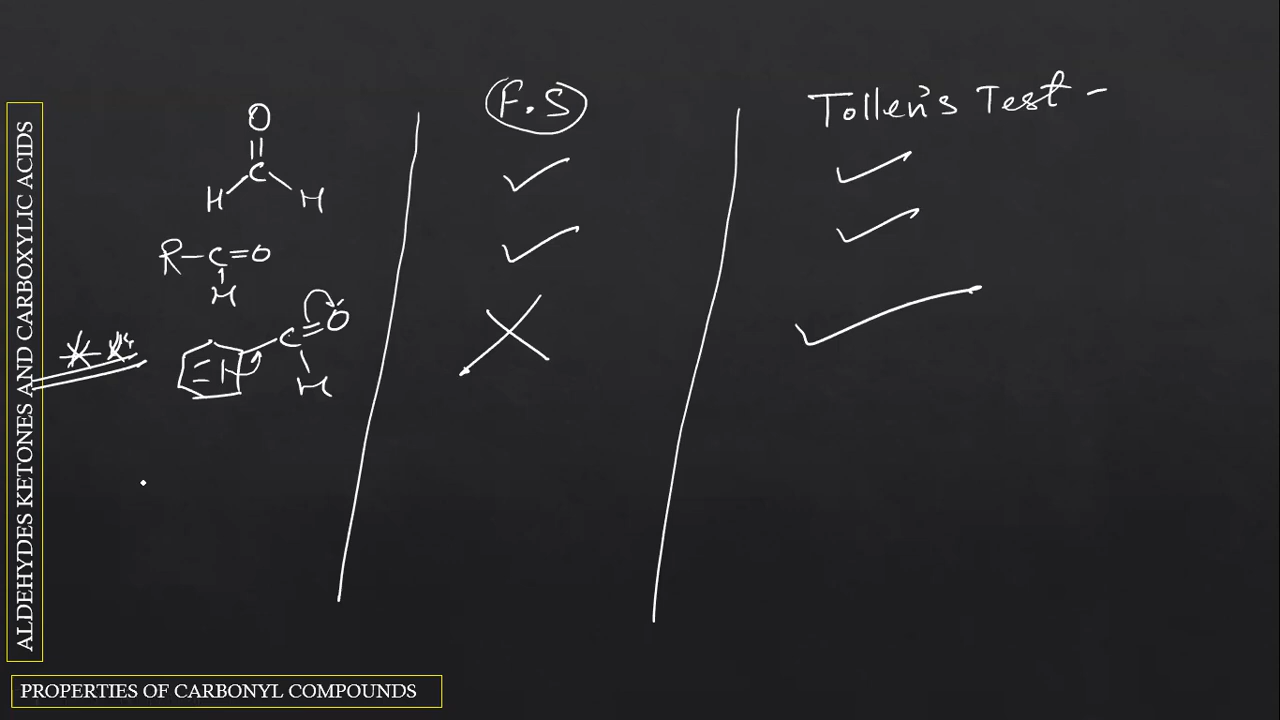 F.S
Tollen's Test -
O
||
C
H H
R-C=O
H
C=O
H
ALDEHYDES KETONES AND CARBOXYLIC ACIDS
PROPERTIES OF CARBONYL COMPOUNDS